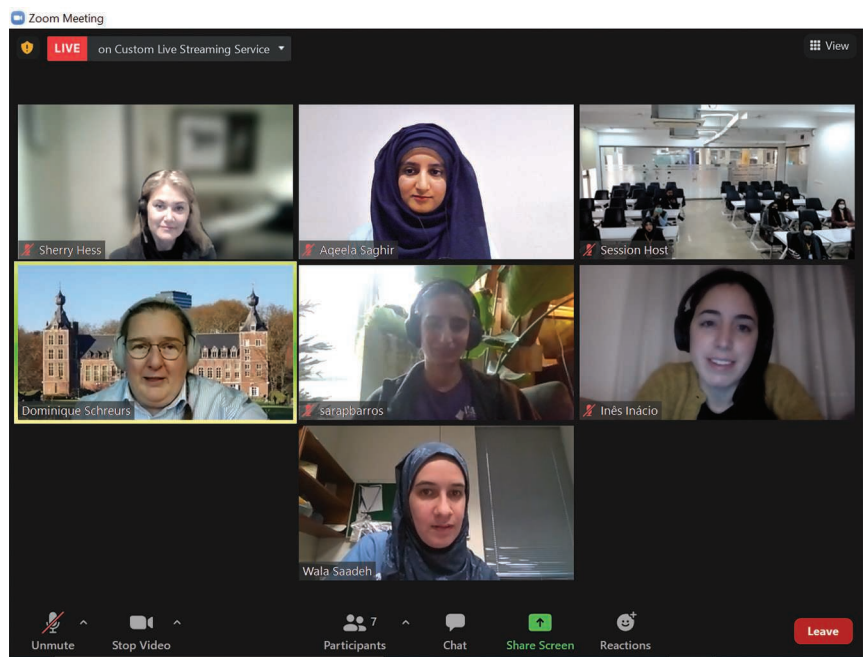 Zoom Meeting
LIVE on Custom Live Streaming Service
View
Sherry Hess
Aqeela Saghir
Session Host
Dominique Schreurs
sarapbarros
Inês Inácio
Wala Saadeh
Unmute
Stop Video
7
Participants
Chat
Share Screen
Reactions
Leave